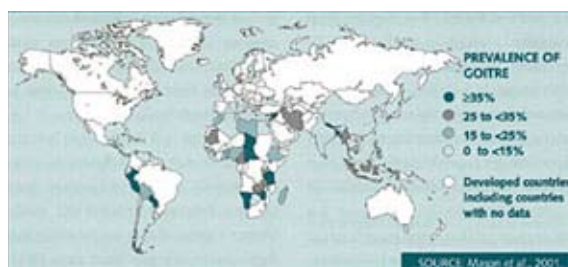 PREVALENCE OF
GOITRE
≥35%
25 to <35%
15 to <25%
0 to <15%
Developed countries
including countries
with no data
SOURCE: Mason et al., 2001